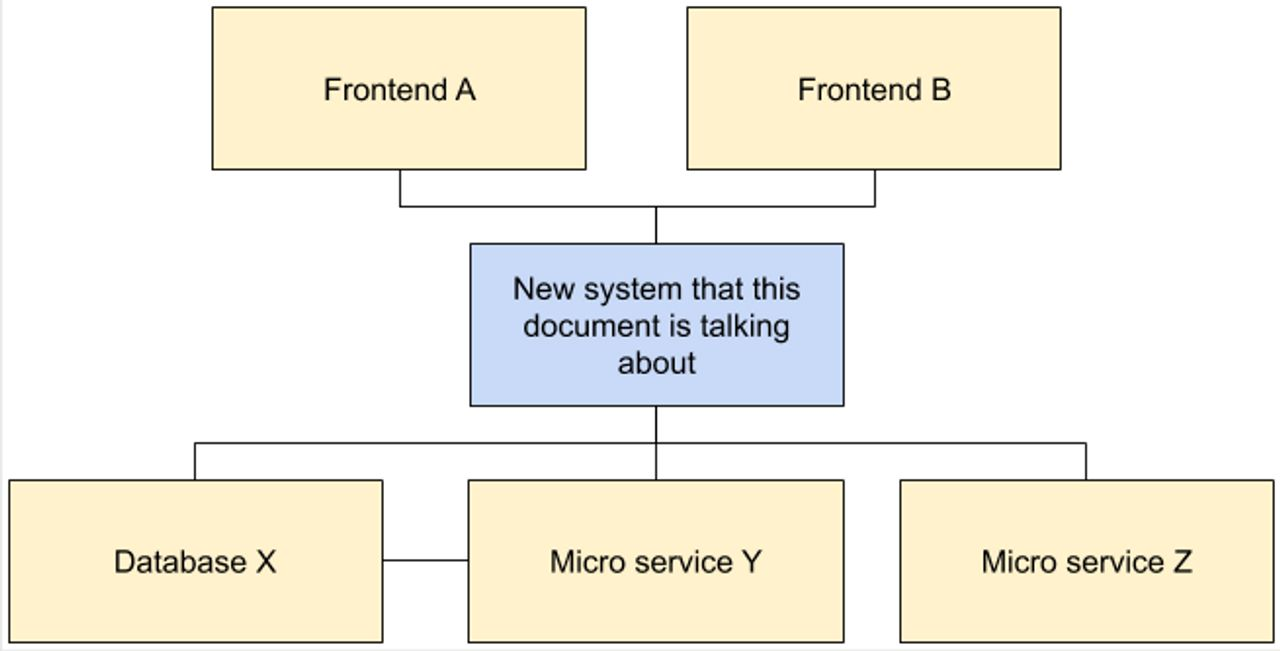 Frontend A
Frontend B
New system that this
document is talking
about
Database X
Micro service Y
Micro service Z